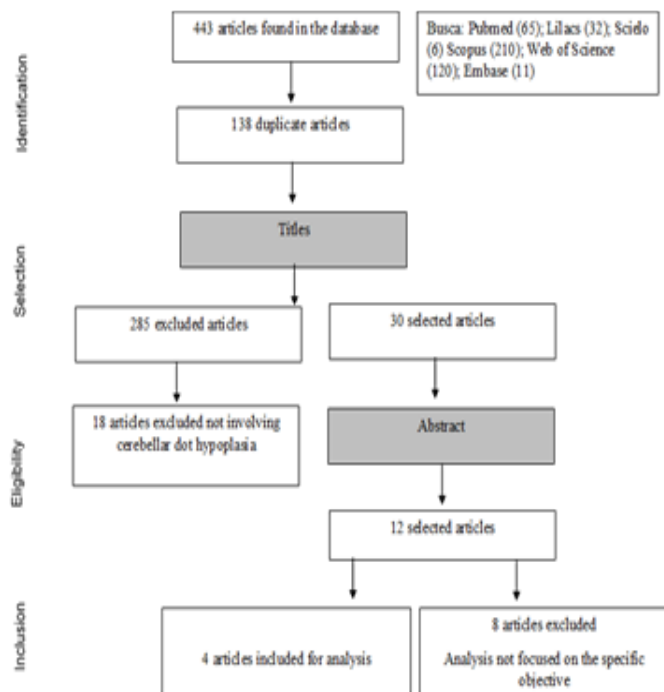 443 articles found in the database
Busca: Pubmed (65); Lilacs (32); Scielo
(6) Scopus (210); Web of Science
(120); Embase (11)
Identification
138 duplicate articles
Titles
Selection
285 excluded articles
30 selected articles
18 articles excluded not involving
cerebellar dot hypoplasia
Abstract
Eligibility
12 selected articles
Inclusion
4 articles included for analysis
8 articles excluded
Analysis not focused on the specific
objective